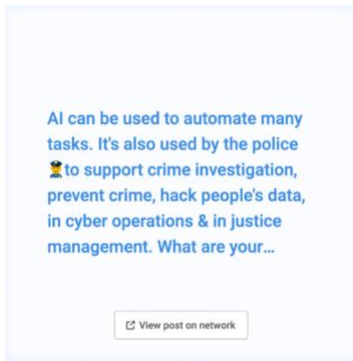 AI can be used to automate many
tasks. It's also used by the police
👮to support crime investigation,
prevent crime, hack people's data,
in cyber operations & in justice
management. What are your...
View post on network